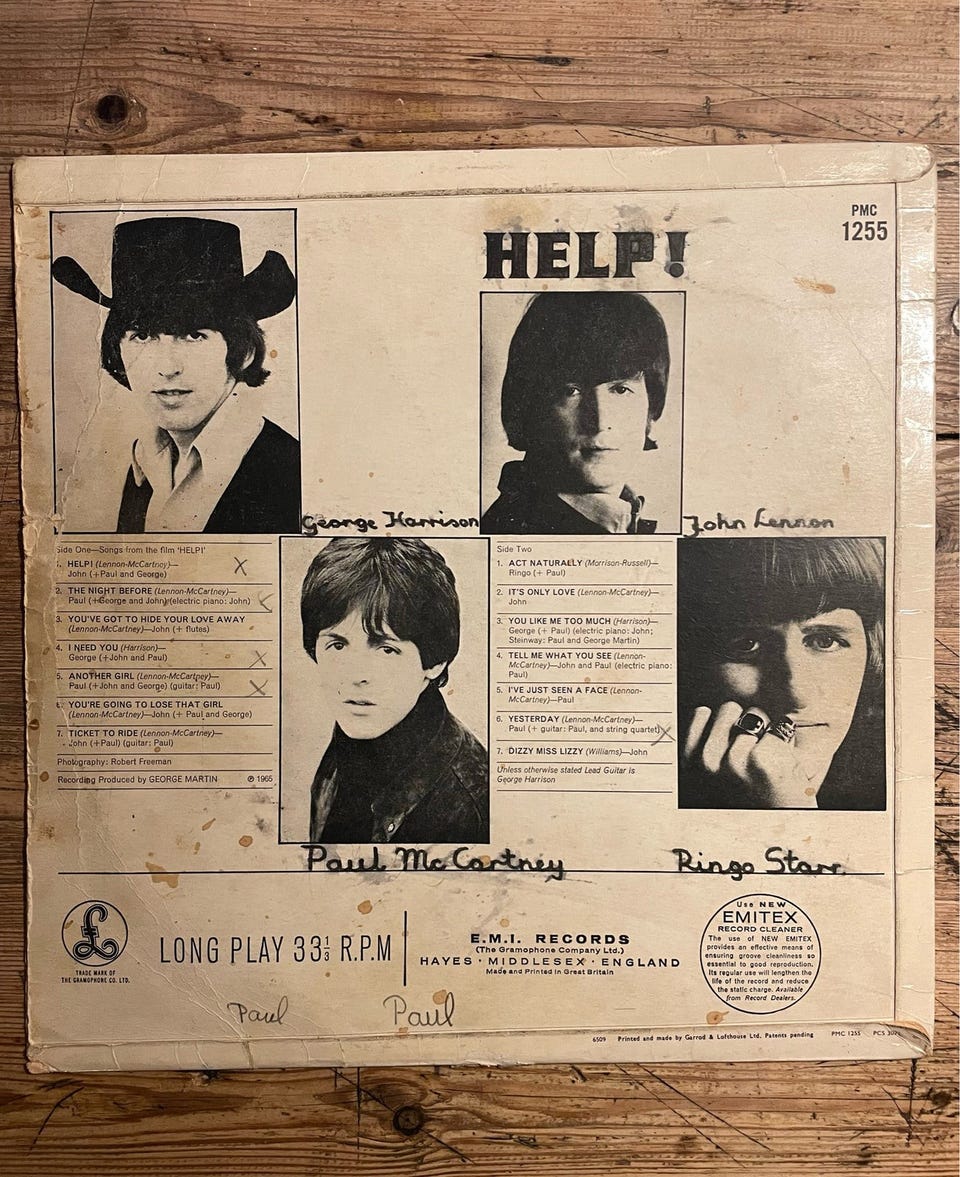 HELP!
PMC
1255
George Harrison
John Lennon
Side One—Songs from the film 'HELP!'
1. HELP! (Lennon-McCartney)—
John (+Paul and George)
X
2. THE NIGHT BEFORE (Lennon-McCartney)—
Paul (+George and John) (electric piano: John)
X
3. YOU'VE GOT TO HIDE YOUR LOVE AWAY
(Lennon-McCartney)—John (+ flutes)
4. I NEED YOU (Harrison)—
George (+John and Paul)
X
5. ANOTHER GIRL (Lennon-McCartney)—
Paul (+John and George) (guitar: Paul)
X
6. YOU'RE GOING TO LOSE THAT GIRL
(Lennon-McCartney)—John (+ Paul and George)
7. TICKET TO RIDE (Lennon-McCartney)—
John (+Paul) (guitar: Paul)
Photography: Robert Freeman
Recording Produced by GEORGE MARTIN ℗ 1965
Side Two
1. ACT NATURALLY (Morrison-Russell)—
Ringo (+ Paul)
2. IT'S ONLY LOVE (Lennon-McCartney)—
John
3. YOU LIKE ME TOO MUCH (Harrison)—
George (+ Paul) (electric piano: John;
Steinway: Paul and George Martin)
4. TELL ME WHAT YOU SEE (Lennon-
McCartney)—John and Paul (electric piano:
Paul)
5. I'VE JUST SEEN A FACE (Lennon-
McCartney)—Paul
6. YESTERDAY (Lennon-McCartney)—
Paul (+ guitar: Paul, and string quartet)
X
7. DIZZY MISS LIZZY (Williams)—John
Unless otherwise stated Lead Guitar is
George Harrison
Paul McCartney
Ringo Starr
£
TRADE MARK OF
THE GRAMOPHONE CO. LTD.
LONG PLAY 33⅓ R.P.M
E.M.I. RECORDS
(The Gramophone Company Ltd.)
HAYES · MIDDLESEX · ENGLAND
Made and Printed in Great Britain
Use NEW
EMITEX
RECORD CLEANER
The use of NEW EMITEX
provides an effective means of
ensuring groove cleanliness so
essential to good reproduction.
Its regular use will lengthen the
life of the record and reduce
the static charge. Available
from Record Dealers.
Paul
Paul
6509 Printed and made by Garrod & Lofthouse Ltd. Patents pending PMC 1255 PCS